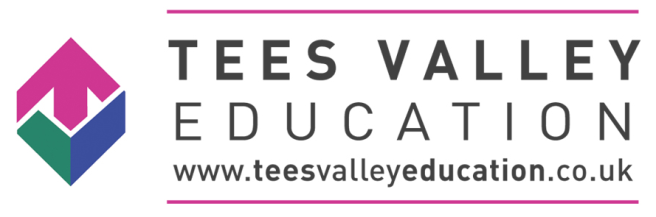 TEES VALLEY
EDUCATION
www.teesvalleyeducation.co.uk